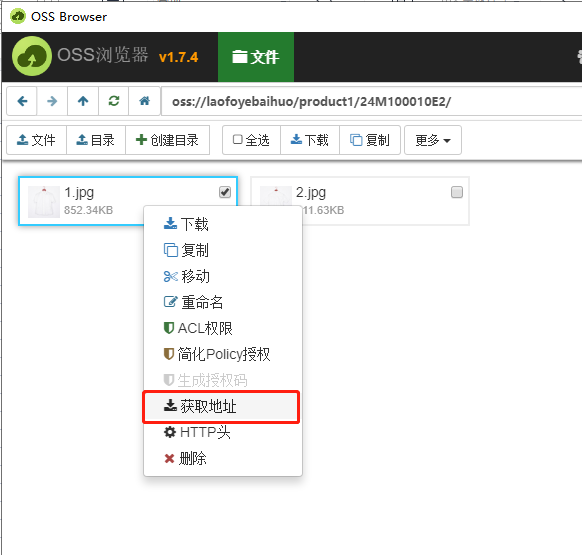 OSS Browser
OSS浏览器 v1.7.4 文件
oss://laofoyebaihuo/product1/24M100010E2/
文件 目录 创建目录 全选 下载 复制 更多
1.jpg 2.jpg
852.34KB 11.63KB
下载
复制
移动
重命名
ACL权限
简化Policy授权
生成授权码
获取地址
HTTP头
删除